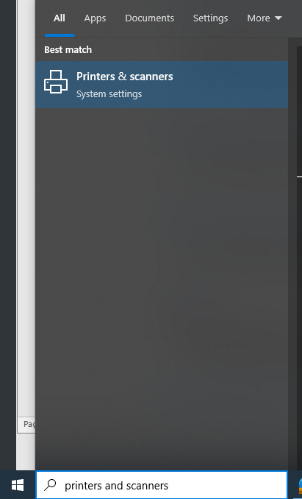 All Apps Documents Settings More
Best match
Printers & scanners
System settings
printers and scanners